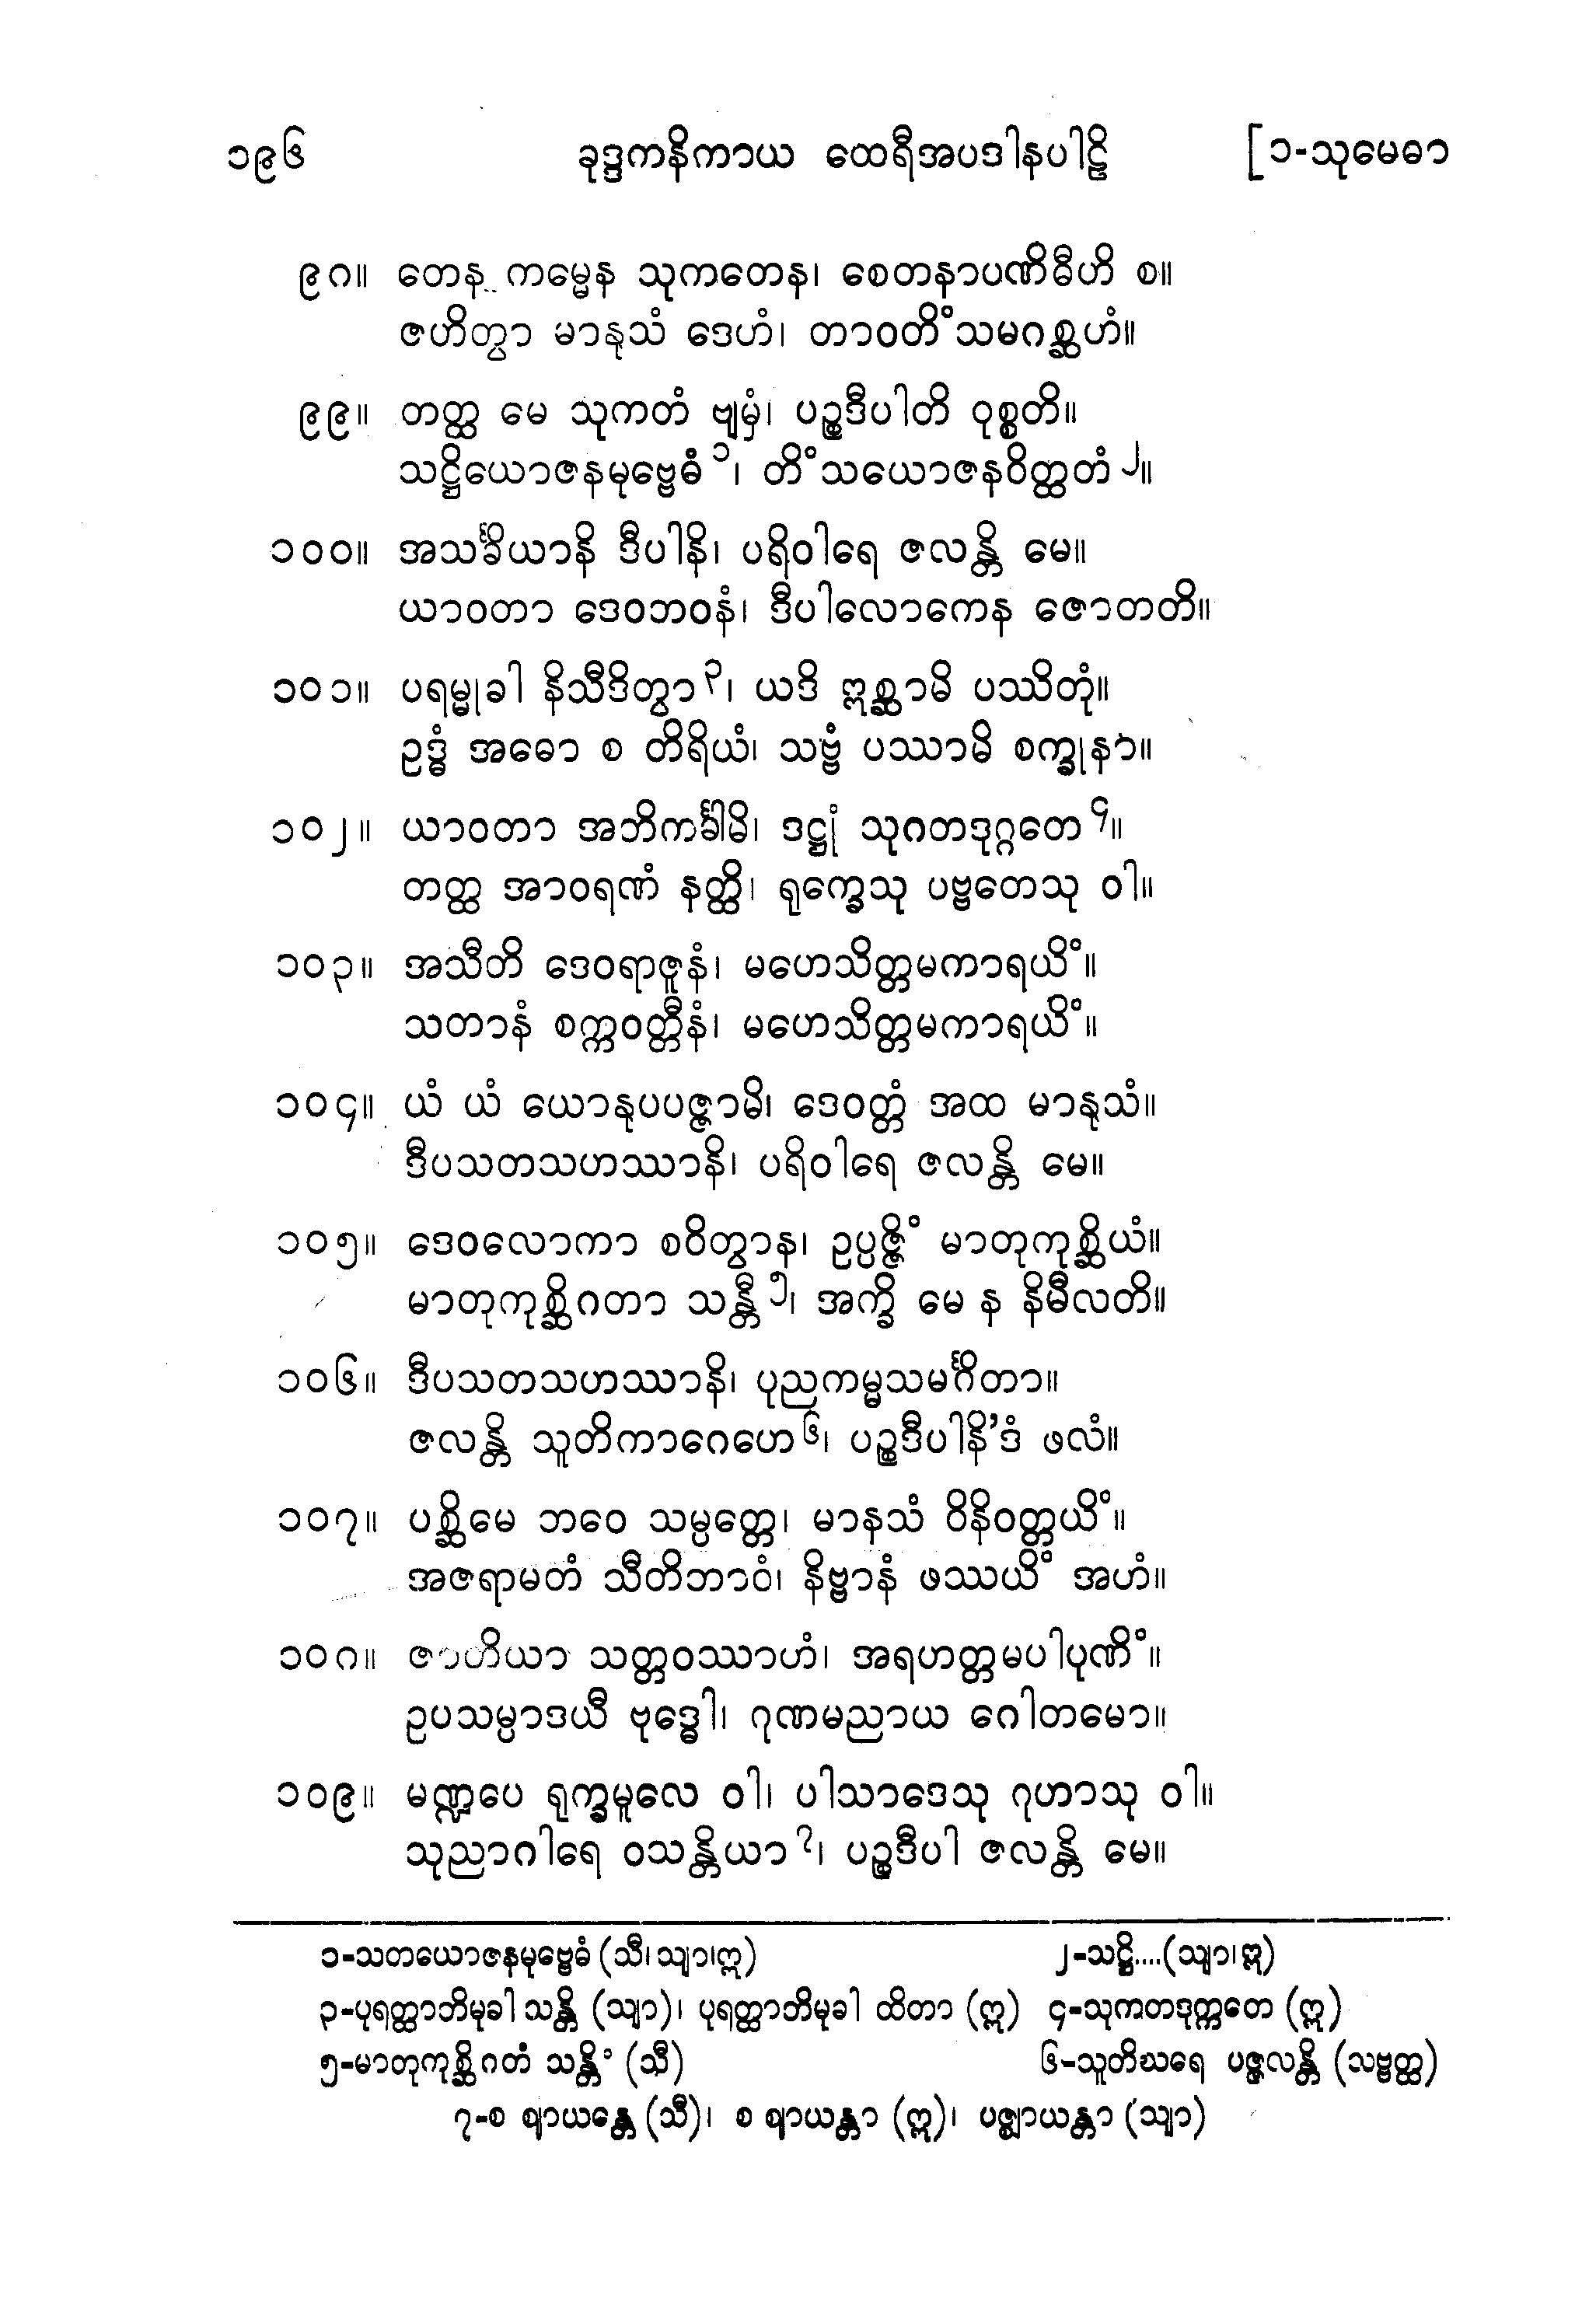 ၁၉၆ ခုဒ္ဒကနိကာယ ထေရီအပဒါနပါဠိ [၁-သုမေဓာ
၉၈။ တေန ကမ္မေန သုကတေန၊ စေတနာပဏိဓီဟိ စ။
ဇဟိတွာ မာနုသံ ဒေဟံ၊ တာဝတိံသမဂစ္ဆဟံ။
၉၉။ တတ္ထ မေ သုကတံ ဗျမှံ၊ ပဉ္စဒီပါတိ ဝုစ္စတိ။
သဋ္ဌိယောဇနမုဗ္ဗေဓံ ၁၊ တိံသယောဇနဝိတ္ထတံ ၂။
၁၀၀။ အသင်္ခိယာနိ ဒီပါနိ၊ ပရိဝါရေ ဇလန္တိ မေ။
ယာဝတာ ဒေဝဘဝနံ၊ ဒီပါလောကေန ဇောတတိ။
၁၀၁။ ပရမ္မုခါ နိသီဒိတွာ ၃၊ ယဒိ ဣစ္ဆာမိ ပဿိတုံ။
ဥဒ္ဓံ အဓော စ တိရိယံ၊ သဗ္ဗံ ပဿာမိ စက္ခုနာ။
၁၀၂။ ယာဝတာ အဘိကင်္ခါမိ၊ ဒဋ္ဌုံ သုဂတဒုဂ္ဂတေ ၄။
တတ္ထ အာဝရဏံ နတ္ထိ၊ ရုက္ခေသု ပဗ္ဗတေသု ဝါ။
၁၀၃။ အသီတိ ဒေဝရာဇူနံ၊ မဟေသိတ္တမကာရယိံ။
သတာနံ စက္ကဝတ္တီနံ၊ မဟေသိတ္တမကာရယိံ။
၁၀၄။ ယံ ယံ ယောနုပပဇ္ဇာမိ၊ ဒေဝတ္တံ အထ မာနုသံ။
ဒီပသတသဟဿာနိ၊ ပရိဝါရေ ဇလန္တိ မေ။
၁၀၅။ ဒေဝလောကာ စဝိတွာန၊ ဥပ္ပဇ္ဇိံ မာတုကုစ္ဆိယံ။
မာတုကုစ္ဆိဂတာ သန္တီ ၅၊ အက္ခိ မေ န နိမီလတိ။
၁၀၆။ ဒီပသတသဟဿာနိ၊ ပုညကမ္မသမင်္ဂိတာ။
ဇလန္တိ သူတိကာဂေဟေ ၆၊ ပဉ္စဒီပါနိ’ဒံ ဖလံ။
၁၀၇။ ပစ္ဆိမေ ဘဝေ သမ္ပတ္တေ၊ မာနသံ ဝိနိဝတ္တယိံ။
အဇရာမတံ သီတိဘာဝံ၊ နိဗ္ဗာနံ ဖဿယိံ အဟံ။
၁၀၈။ ဇာတိယာ သတ္တဝဿာဟံ၊ အရဟတ္တမပါပုဏိံ။
ဥပသမ္ပာဒယီ ဗုဒ္ဓေါ၊ ဂုဏမညာယ ဂေါတမော။
၁၀၉။ မဏ္ဍပေ ရုက္ခမူလေ ဝါ၊ ပါသာဒေသု ဂုဟာသု ဝါ။
သုညာဂါရေ ဝသန္တိယာ ၇၊ ပဉ္စဒီပါ ဇလန္တိ မေ။
၁-သတယောဇနမုဗ္ဗေဓံ (သီ၊ သျာ၊ ဣ) ၂-သဋ္ဌိ....(သျာ၊ ဣ)
၃-ပုရတ္ထာဘိမုခါ သန္တိ (သျာ)၊ ပုရတ္ထာဘိမုခါ ထိတာ (ဣ) ၄-သုကတဒုက္ကတေ (ဣ)
၅-မာတုကုစ္ဆိဂတံ သန္တိံ (သီ) ၆-သူတိဃရေ ပဇ္ဇလန္တိ (သဗ္ဗတ္ထ)
၇-စ ဈာယန္တေ (သီ)၊ စ ဈာယန္တာ (ဣ)၊ ပဇ္ဈာယန္တာ (သျာ)